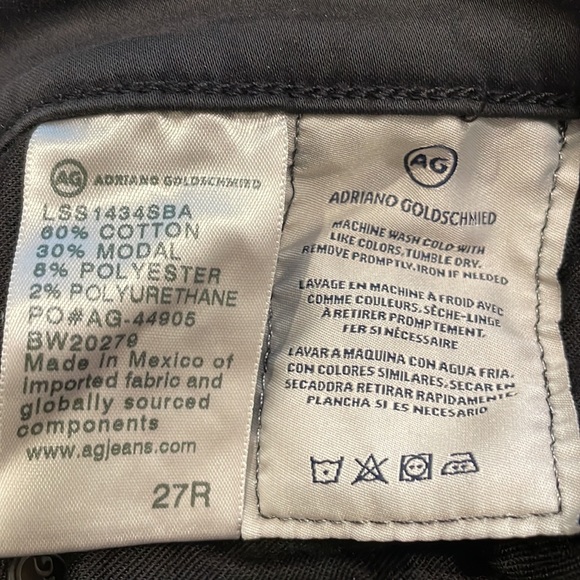 AG ADRIANO GOLDSCHMIED
LSS1434SBA
60% COTTON
30% MODAL
8% POLYESTER
2% POLYURETHANE
PO#AG-44905
BW20279
Made in Mexico of
imported fabric and
globally sourced
components
www.agjeans.com
27R
AG
ADRIANO GOLDSCHMIED
MACHINE WASH COLD WITH
LIKE COLORS, TUMBLE DRY.
REMOVE PROMPTLY. IRON IF NEEDED
LAVAGE EN MACHINE À FROID AVEC
COMME COULEURS, SÈCHE-LINGE
À RETIRER PROMPTEMENT.
FER SI NÉCESSAIRE
LAVAR A MAQUINA CON AGUA FRIA.
CON COLORES SIMILARES, SECAR EN
SECADORA RETIRAR RAPIDAMENTE
PLANCHA SI ES NECESARIO